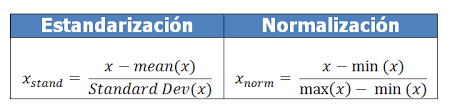 Estandarización
Normalización
x_stand = (x − mean(x)) / (Standard Dev(x))
x_norm = (x − min (x)) / (max(x) − min (x))